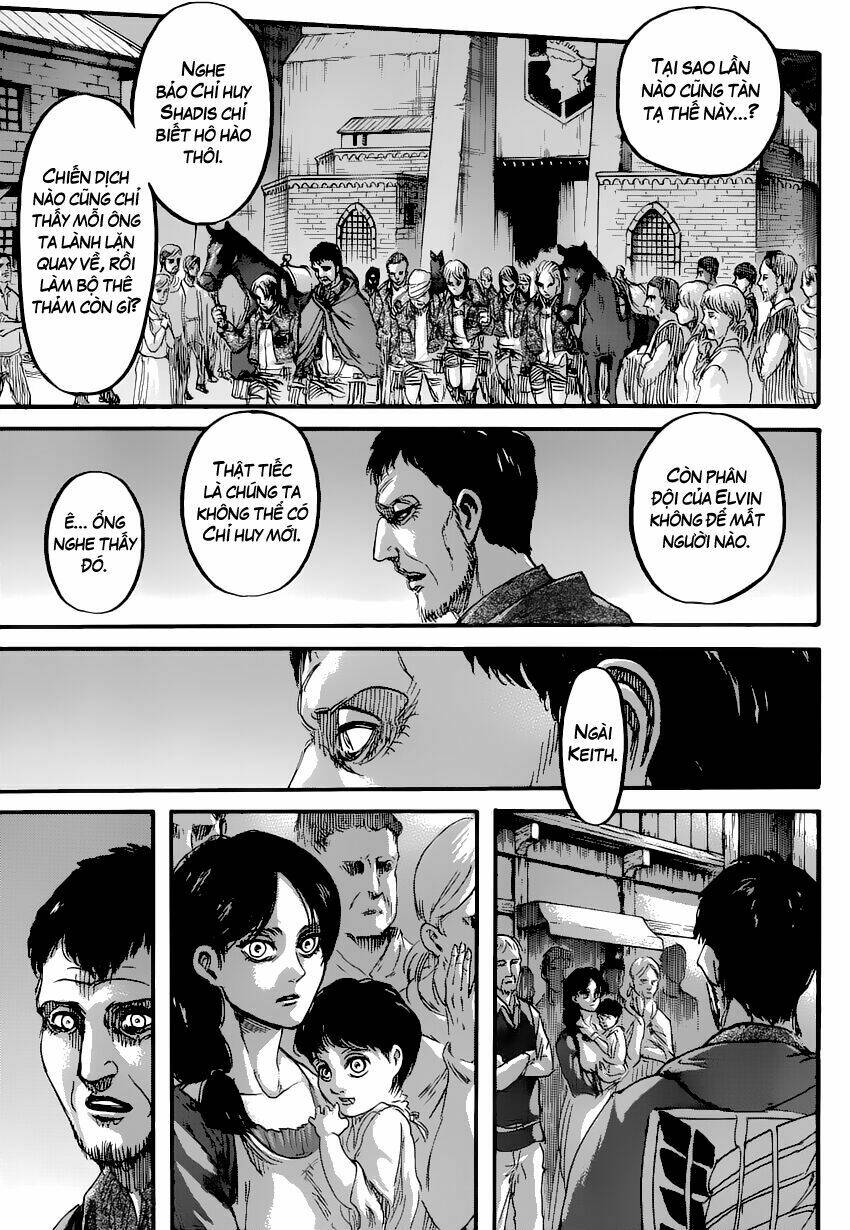 TẠI SAO LẦN
NÀO CŨNG TÀN
TẠ THẾ NÀY...?
NGHE
BẢO CHỈ HUY
SHADIS CHỈ
BIẾT HÔ HÀO
THÔI.
CHIẾN DỊCH
NÀO CŨNG CHỈ
THẤY MỖI ÔNG
TA LÀNH LẶN
QUAY VỀ, RỒI
LÀM BỘ THÊ
THẢM CÒN GÌ?
CÒN PHÂN
ĐỘI CỦA ELVIN
KHÔNG ĐỂ MẤT
NGƯỜI NÀO.
THẬT TIẾC
LÀ CHÚNG TA
KHÔNG THỂ CÓ
CHỈ HUY MỚI.
Ê... ỔNG
NGHE THẤY
ĐÓ.
NGÀI
KEITH.